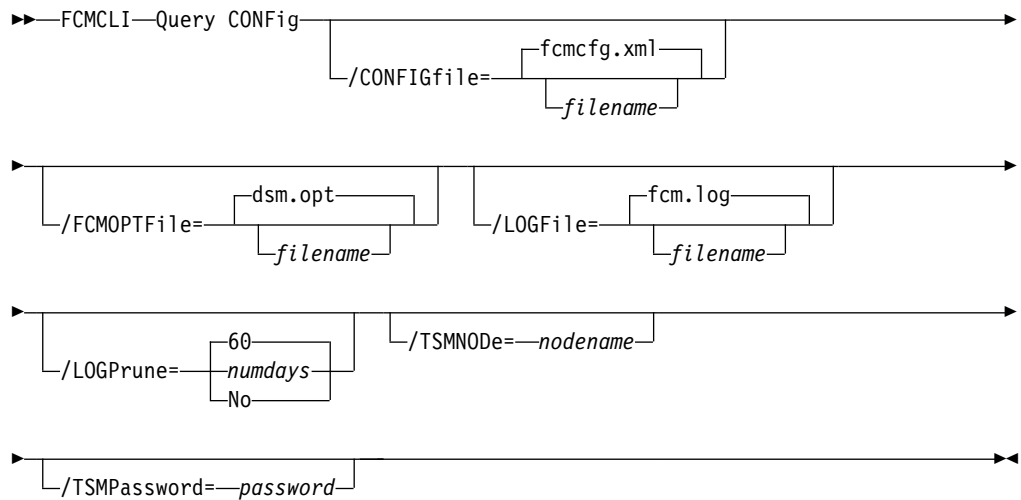 FCMCLI Query CONFig
fcmcfg.xml
/CONFIGfile=
filename
dsm.opt
fcm.log
/FCMOPTFile=
/LOGFile=
filename
filename
60
/TSMNODe= nodename
/LOGPrune= numdays
No
/TSMPassword= password